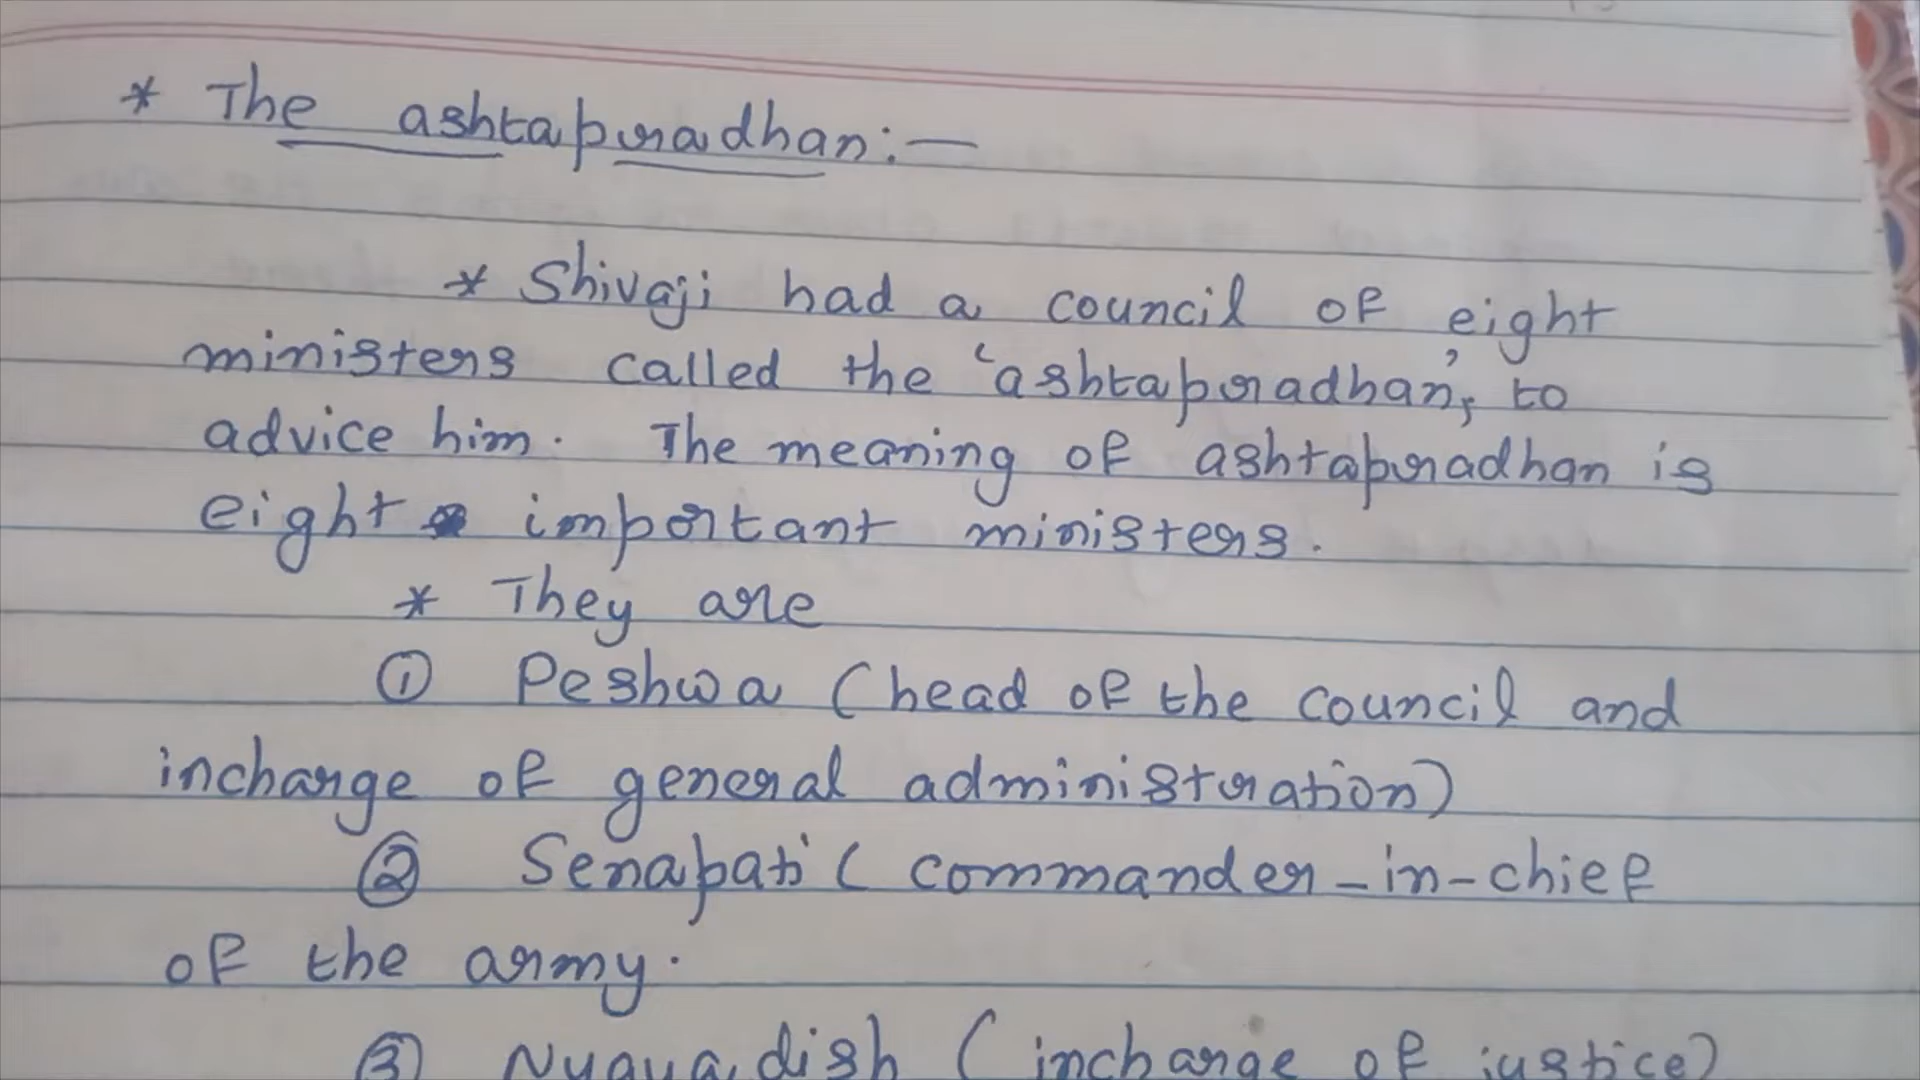 * The ashtapradhan:—
* Shivaji had a council of eight
ministers called the 'ashtapradhan', to
advice him. The meaning of ashtapradhan is
eight important ministers.
* They are
① Peshwa (head of the council and
incharge of general administration)
② Senapati (commander-in-chief
of the army.
③ Nyayadish (incharge of justice)